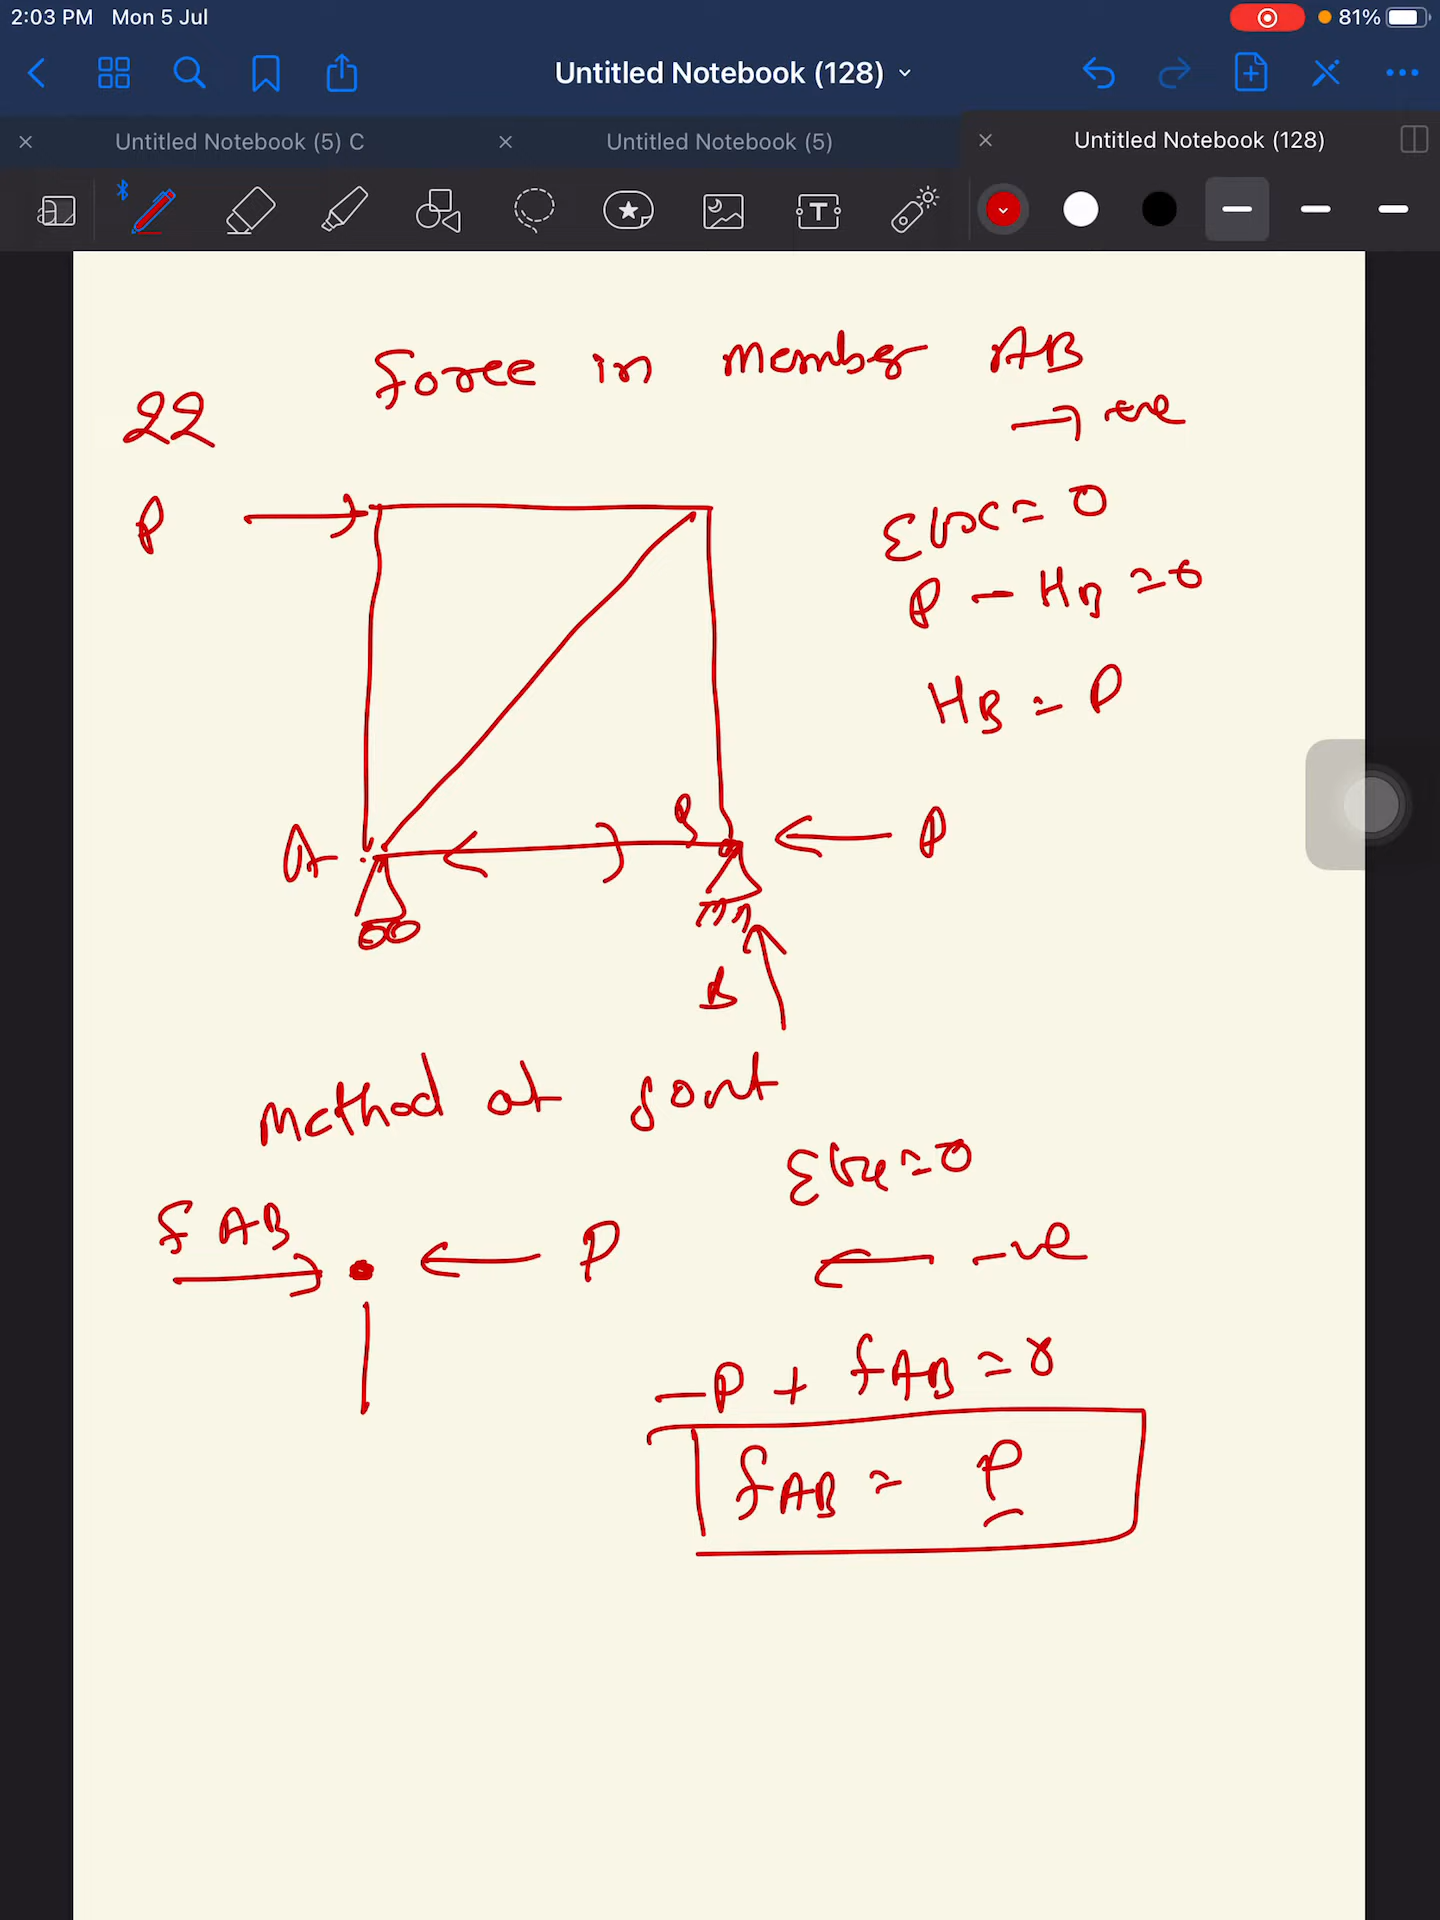 2:03 PM Mon 5 Jul
81%
Untitled Notebook (128)
Untitled Notebook (5) C
Untitled Notebook (5)
Untitled Notebook (128)
T
Force in member AB
22
→ +ve
P
Σfx = 0
P - HB = 0
HB = P
A
B
P
B
Method at joint
Σfx = 0
fAB
P
← -ve
-P + fAB = 0
fAB = P